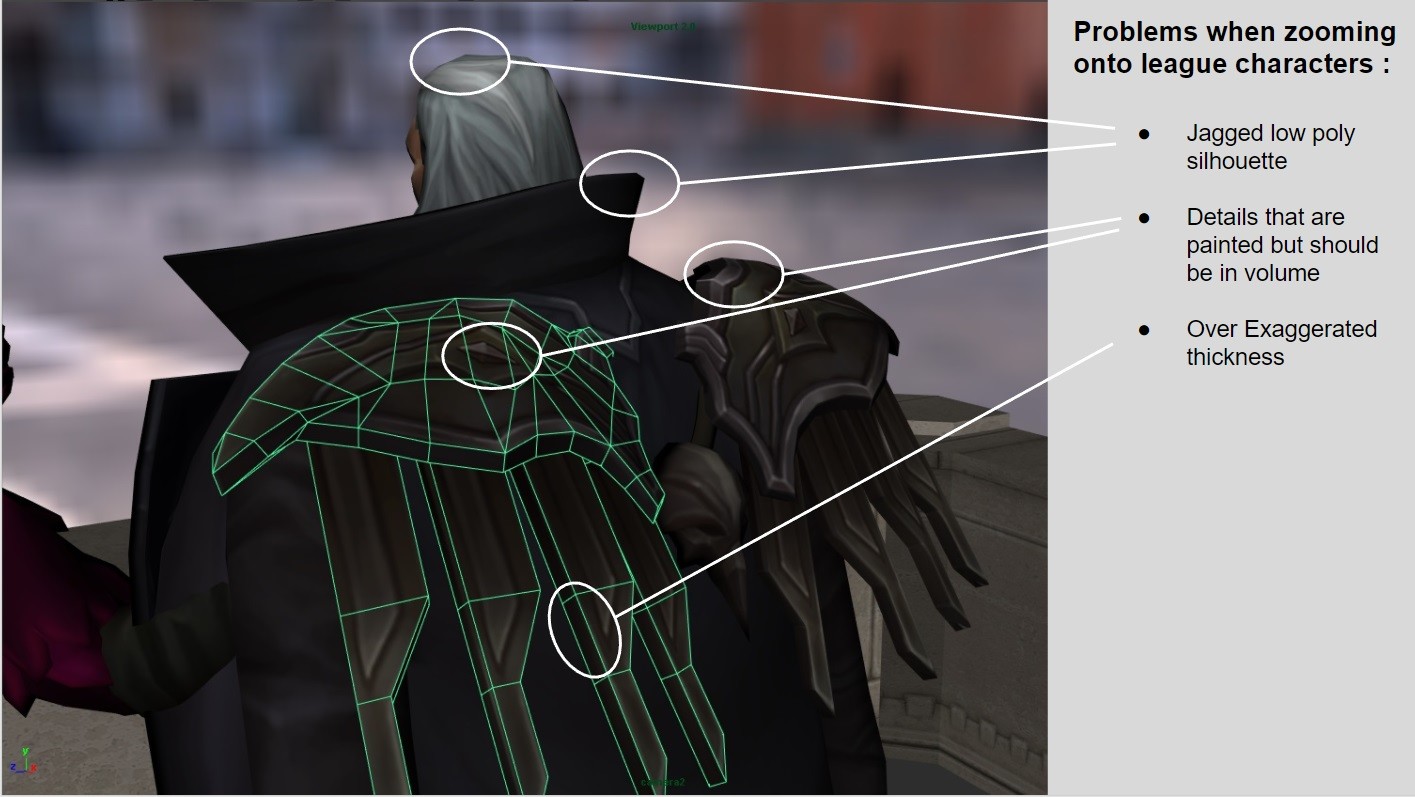 Viewport 2.0
Problems when zooming
onto league characters :
● Jagged low poly
silhouette
● Details that are
painted but should
be in volume
● Over Exaggerated
thickness
y
z x
camera2